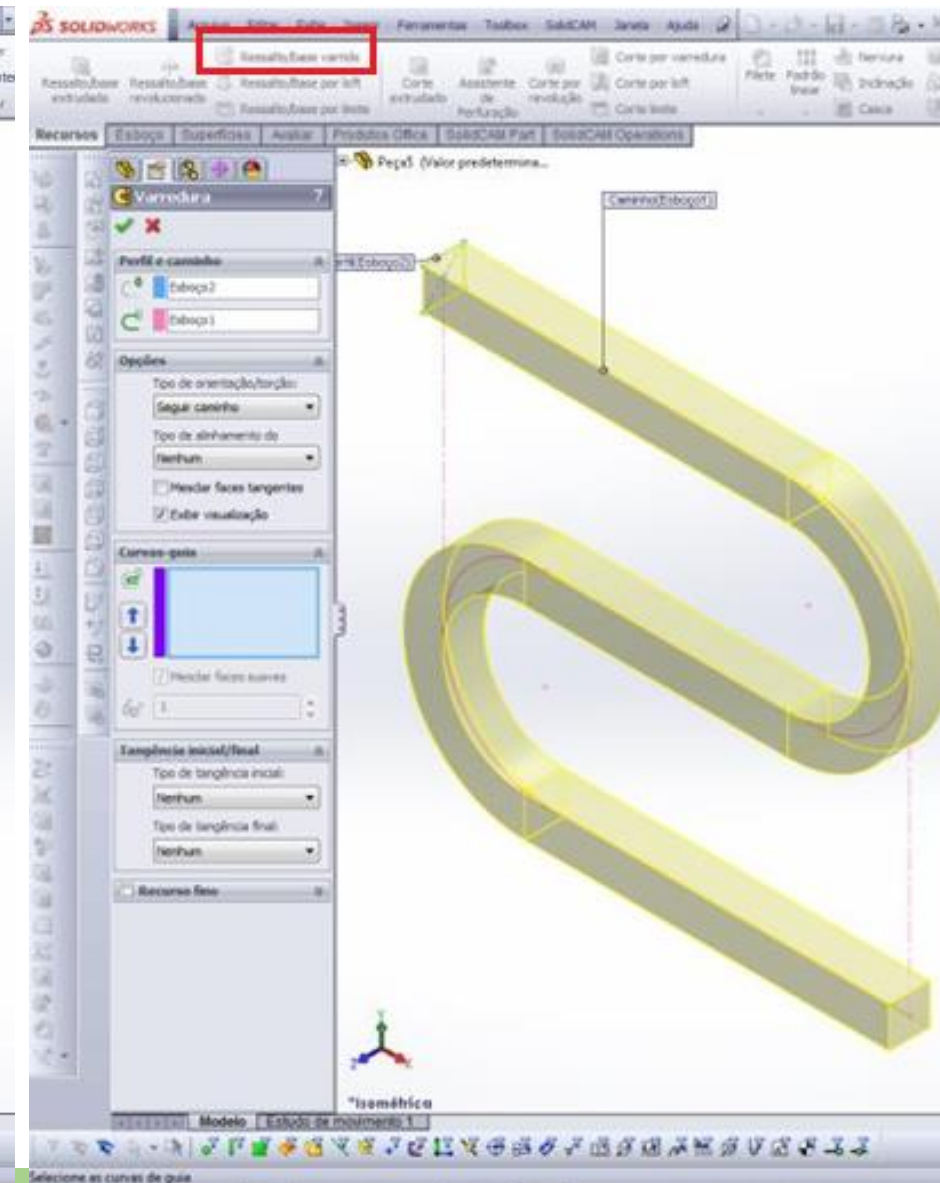 SOLIDWORKS Arquivo Editar Exibir Inserir Ferramentas Toolbox SolidCAM Janela Ajuda
Ressalto/base extrudado
Ressalto/base revolucionado
Ressalto/base varrido
Ressalto/Base por loft
Ressalto/Base por limite
Corte extrudado
Assistente de Perfuração
Corte por revolução
Corte por varredura
Corte por loft
Corte limite
Filete
Padrão linear
Nervura
Inclinação
Casca
Recursos Esboço Superfícies Avaliar Produtos Office SolidCAM Part SolidCAM Operations
Peça5 (Valor predetermina...
Varredura ?
Perfil e caminho
Esboço2
Esboço1
Opções
Tipo de orientação/torção:
Seguir caminho
Tipo de alinhamento do
Nenhum
Mesclar faces tangentes
Exibir visualização
Curvas-guia
Mesclar faces suaves
1
Tangência inicial/final
Tipo de tangência inicial:
Nenhum
Tipo de tangência final:
Nenhum
Recurso fino
Caminho(Esboço1)
(Esboço2)
Y
Z
X
*Isométrica
Modelo Estudo de movimento 1
Selecione as curvas de guia